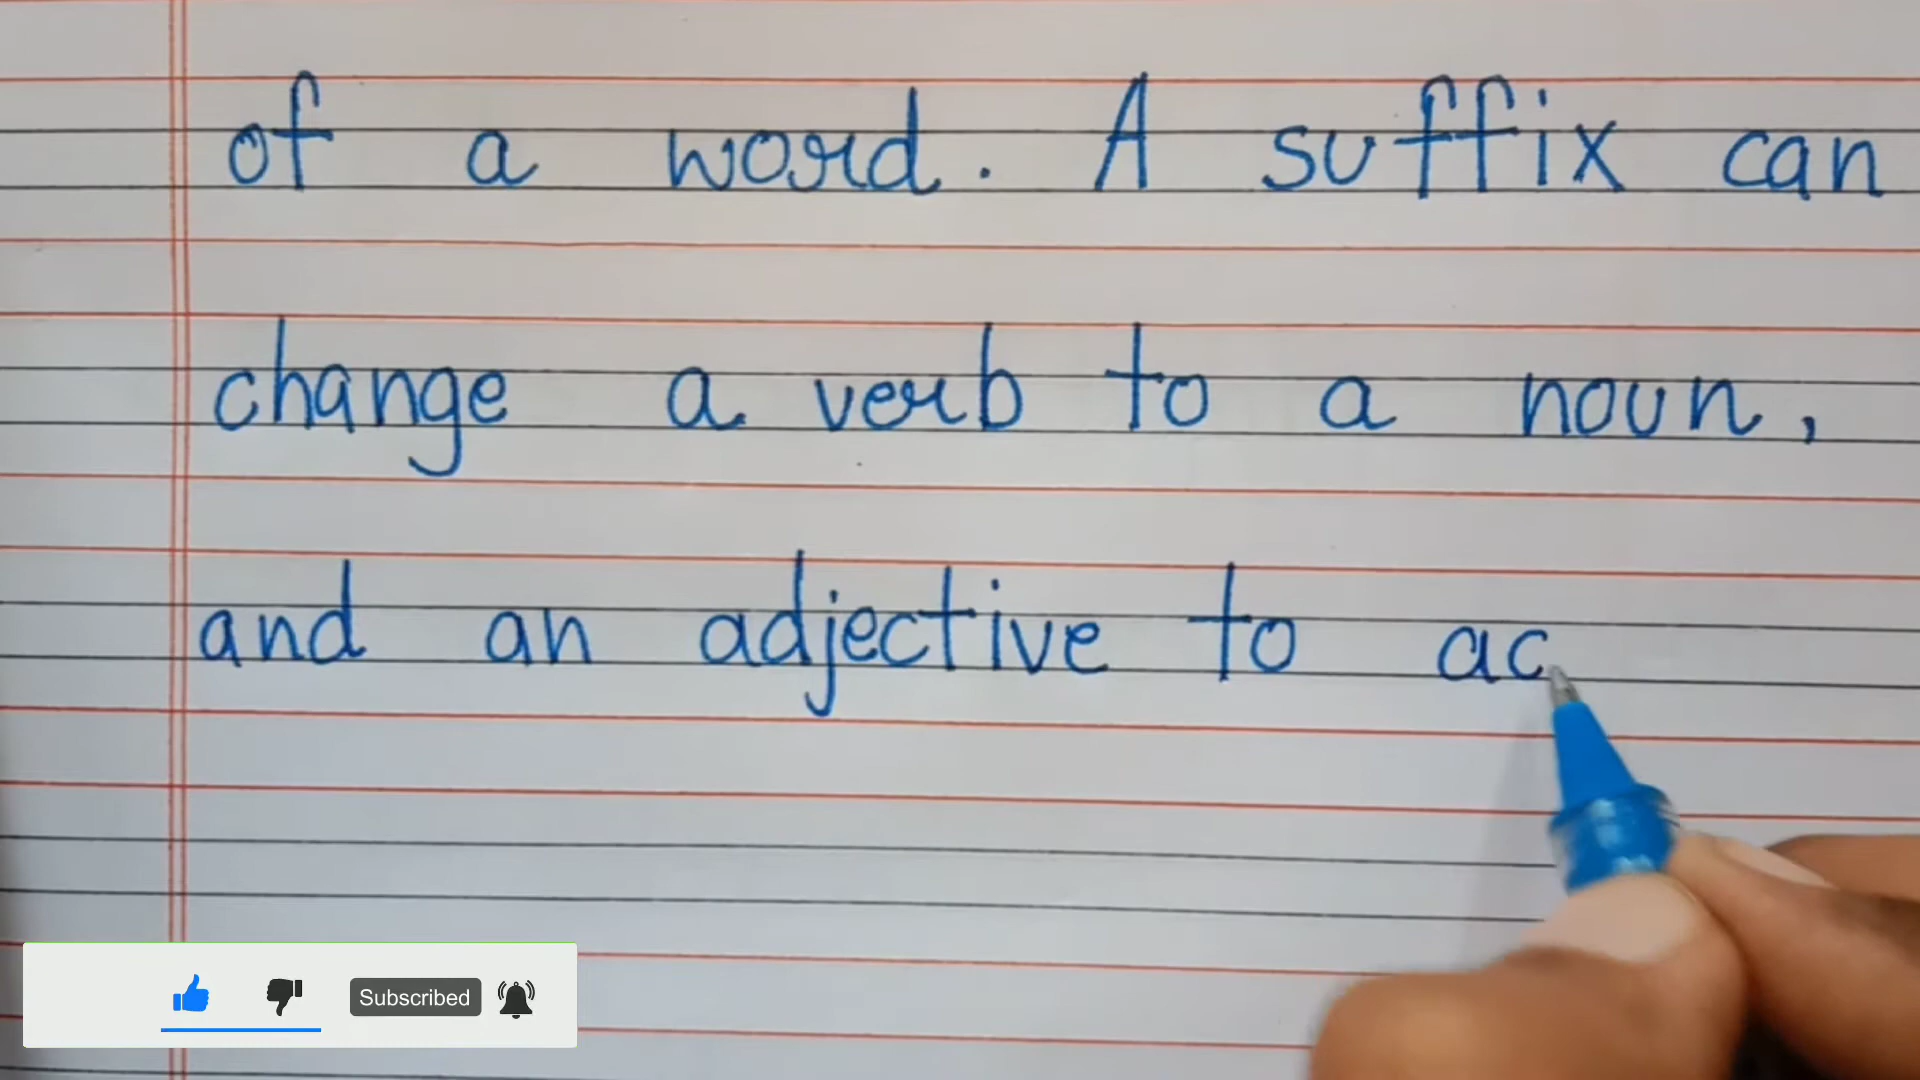 of a word. A suffix can
change a verb to a noun,
and an adjective to ac
Subscribed